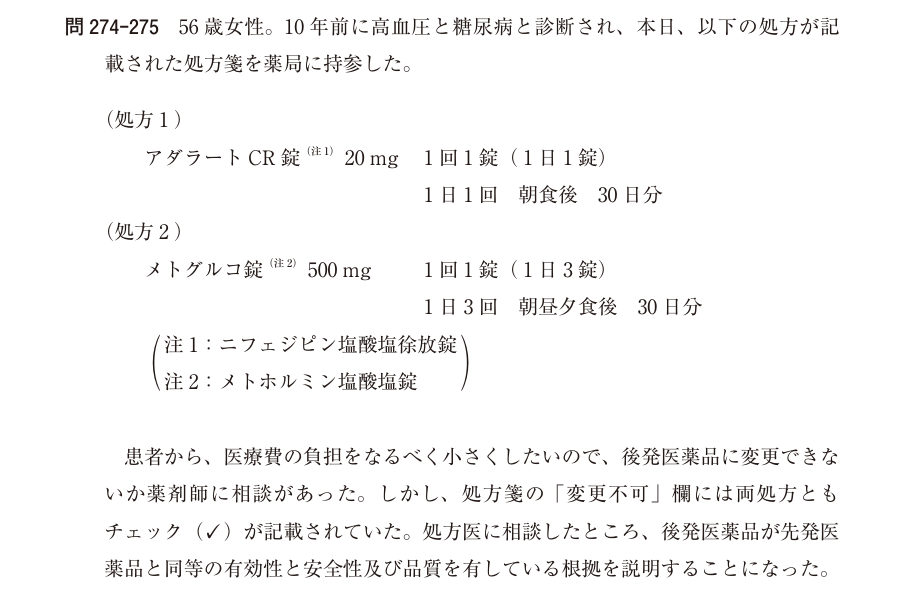 問 274-275　56 歳女性。10 年前に高血圧と糖尿病と診断され、本日、以下の処方が記
載された処方箋を薬局に持参した。
（処方 1 ）
アダラート CR 錠（注 1） 20 mg　1 回 1 錠（ 1 日 1 錠）
1 日 1 回　朝食後　30 日分
（処方 2 ）
メトグルコ錠（注 2） 500 mg　1 回 1 錠（ 1 日 3 錠）
1 日 3 回　朝昼夕食後　30 日分
注 1：ニフェジピン塩酸塩徐放錠
注 2：メトホルミン塩酸塩錠
患者から、医療費の負担をなるべく小さくしたいので、後発医薬品に変更できな
いか薬剤師に相談があった。しかし、処方箋の「変更不可」欄には両処方とも
チェック（✓）が記載されていた。処方医に相談したところ、後発医薬品が先発医
薬品と同等の有効性と安全性及び品質を有している根拠を説明することになった。